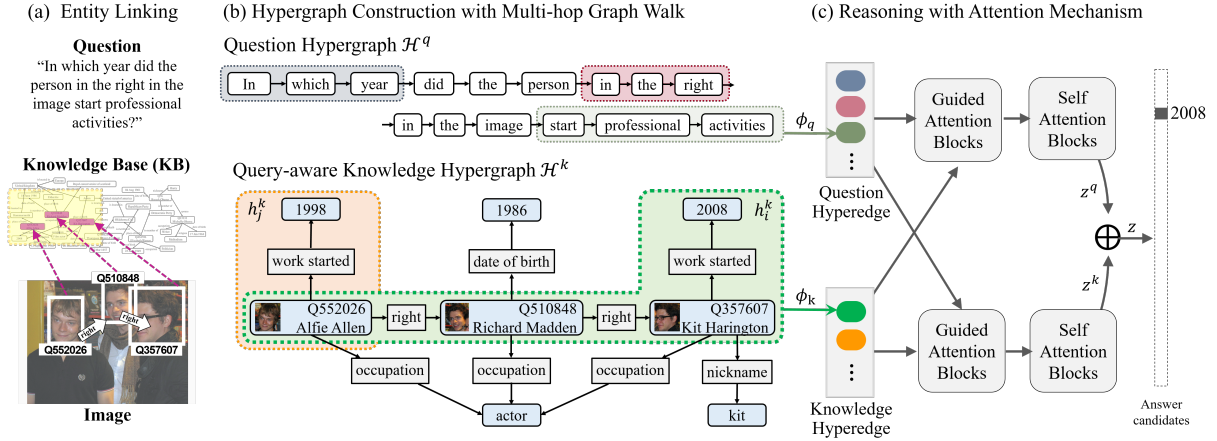 (a) Entity Linking
Question
“In which year did the
person in the right in the
image start professional
activities?”
Knowledge Base (KB)
Q510848
right
right
Q552026
Q357607
Image
(b) Hypergraph Construction with Multi-hop Graph Walk
Question Hypergraph ℋ^q
In which year did the person in the right
in the image start professional activities
ϕ_q
Query-aware Knowledge Hypergraph ℋ^k
h_j^k
1998
1986
2008
h_i^k
work started
date of birth
work started
Q552026
Alfie Allen
right
Q510848
Richard Madden
right
Q357607
Kit Harington
ϕ_k
occupation
occupation
occupation
nickname
actor
kit
(c) Reasoning with Attention Mechanism
Question
Hyperedge
Guided
Attention
Blocks
Self
Attention
Blocks
2008
z^q
z
z^k
Knowledge
Hyperedge
Guided
Attention
Blocks
Self
Attention
Blocks
Answer
candidates